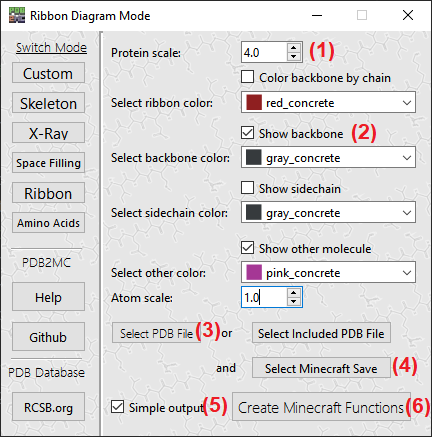 Ribbon Diagram Mode
Switch Mode
Custom
Skeleton
X-Ray
Space Filling
Ribbon
Amino Acids
PDB2MC
Help
Github
PDB Database
RCSB.org
Protein scale: 4.0 (1)
Color backbone by chain
Select ribbon color: red_concrete
Show backbone (2)
Select backbone color: gray_concrete
Show sidechain
Select sidechain color: gray_concrete
Show other molecule
Select other color: pink_concrete
Atom scale: 1.0
Select PDB File (3) or Select Included PDB File
and Select Minecraft Save (4)
Simple output (5) Create Minecraft Functions (6)